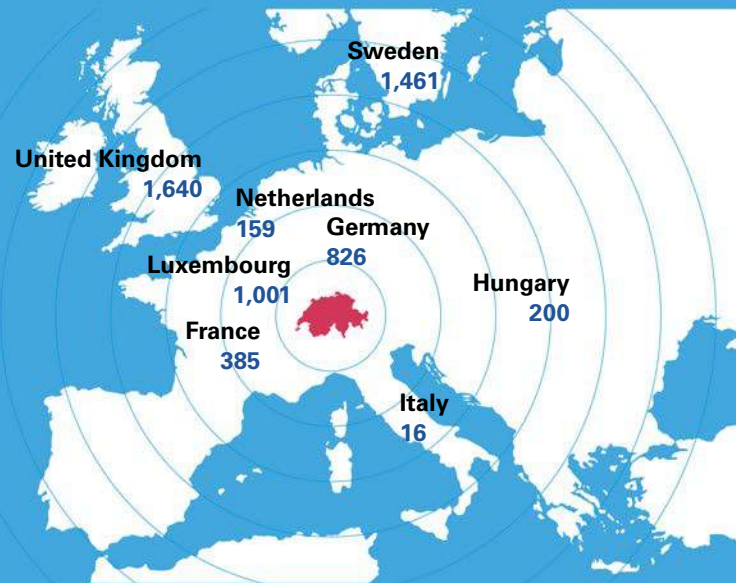 Sweden
1,461
United Kingdom
1,640
Netherlands
159
Germany
826
Luxembourg
1,001
Hungary
200
France
385
Italy
16